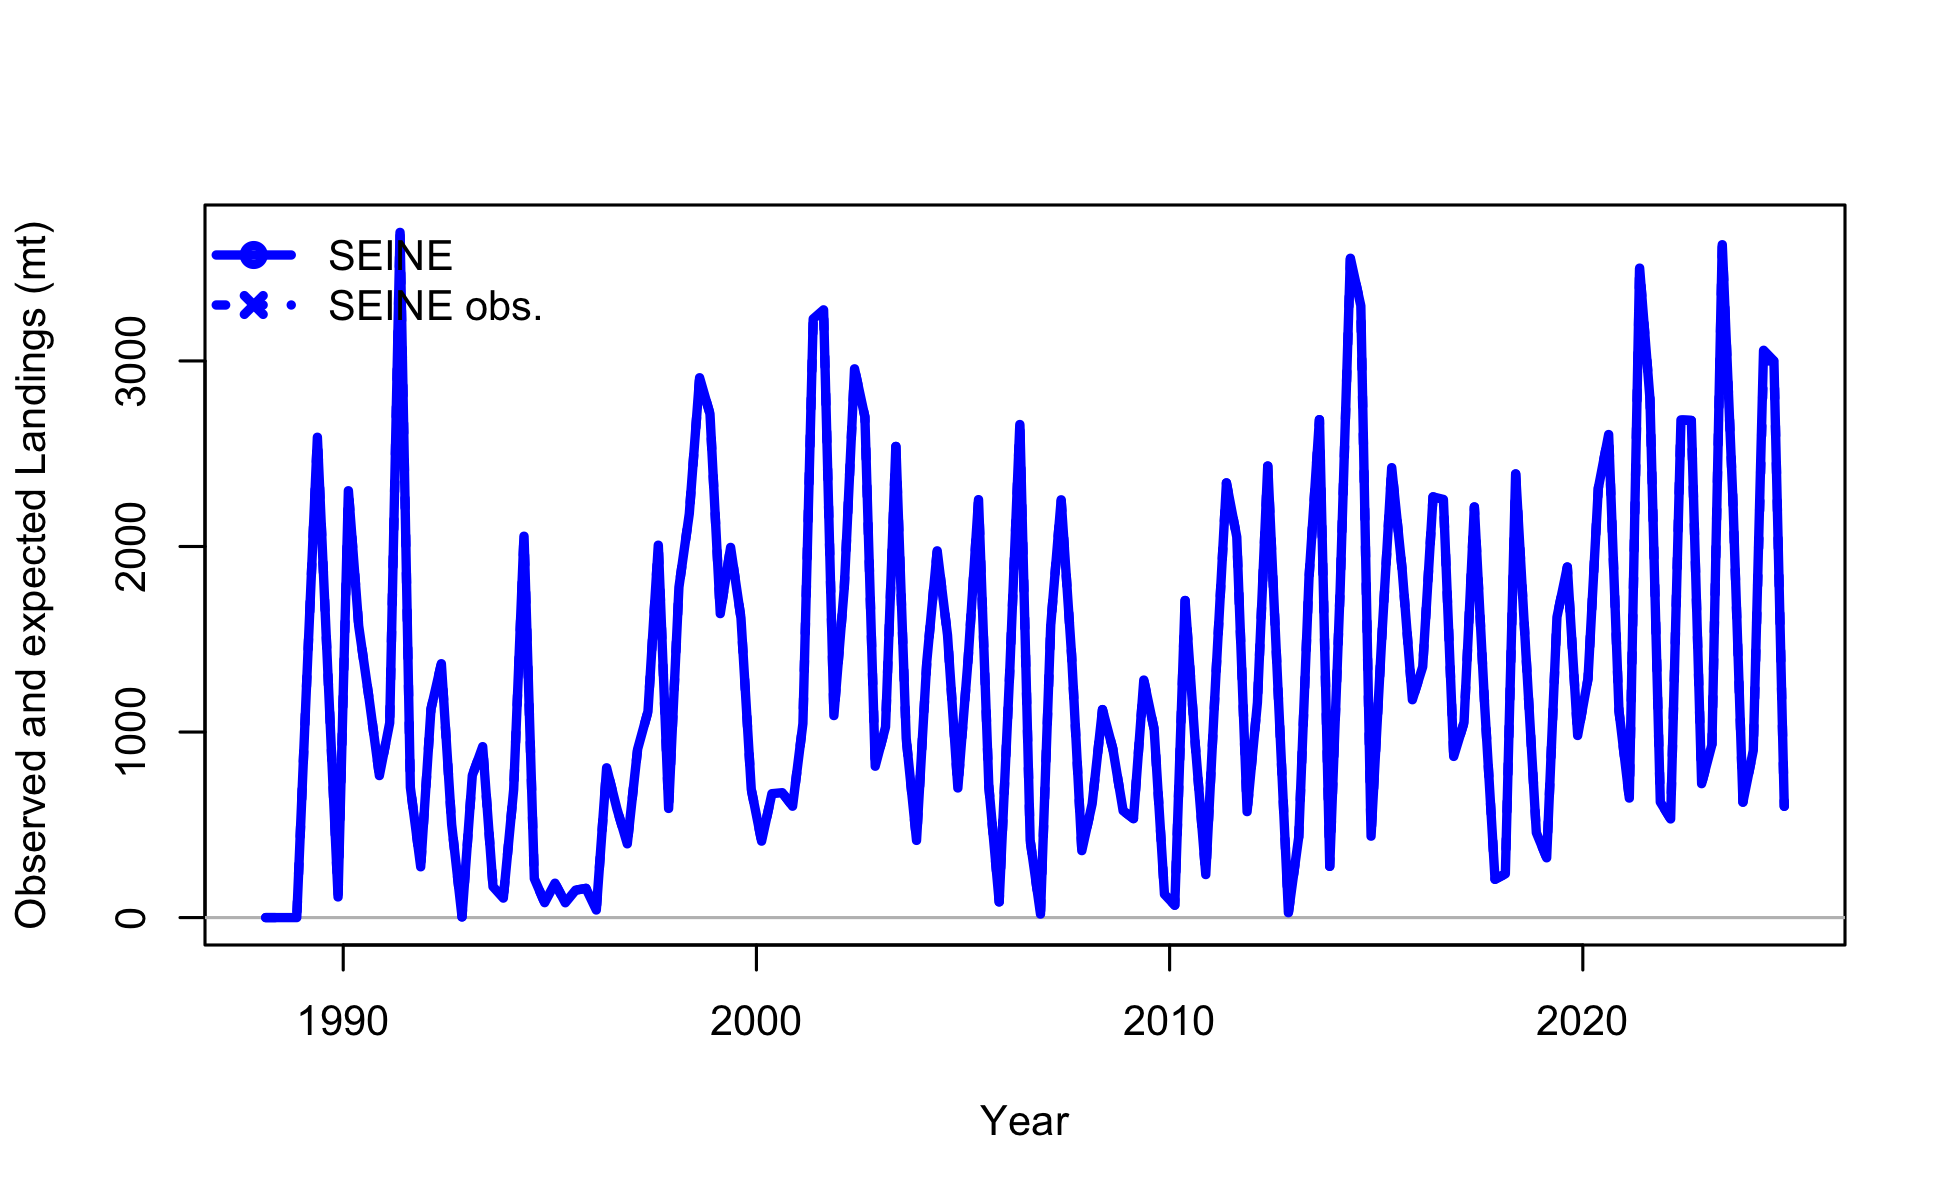 SEINE
SEINE obs.
Observed and expected Landings (mt)
3000
2000
1000
0
1990 2000 2010 2020
Year